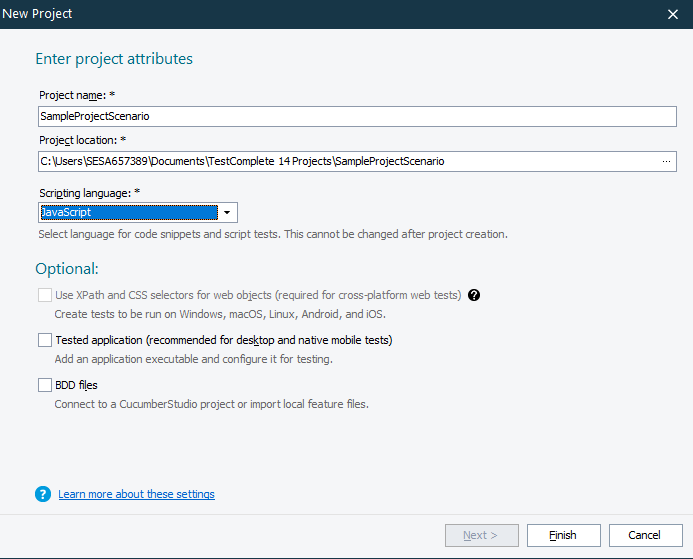 New Project
Enter project attributes
Project name: *
SampleProjectScenario
Project location: *
C:\Users\SESA657389\Documents\TestComplete 14 Projects\SampleProjectScenario
...
Scripting language: *
JavaScript
Select language for code snippets and script tests. This cannot be changed after project creation.
Optional:
Use XPath and CSS selectors for web objects (required for cross-platform web tests) ?
Create tests to be run on Windows, macOS, Linux, Android, and iOS.
Tested application (recommended for desktop and native mobile tests)
Add an application executable and configure it for testing.
BDD files
Connect to a CucumberStudio project or import local feature files.
? Learn more about these settings
Next > Finish Cancel